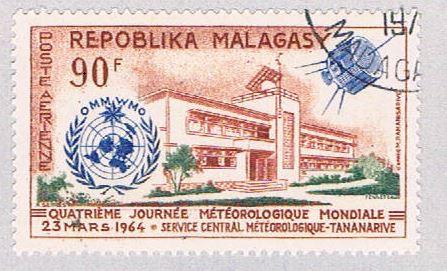 REPOBLIKA MALAGASY
90F
POSTE AERIENNE
OMM·WMO
QUATRIÈME JOURNÉE MÉTÉOROLOGIQUE MONDIALE
23 MARS 1964 • SERVICE CENTRAL MÉTÉOROLOGIQUE-TANANARIVE